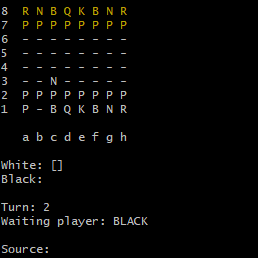 8 R N B Q K B N R
7 P P P P P P P P
6 - - - - - - - -
5 - - - - - - - -
4 - - - - - - - -
3 - - N - - - - -
2 P P P P P P P P
1 P - B Q K B N R
a b c d e f g h
White: []
Black:
Turn: 2
Waiting player: BLACK
Source: